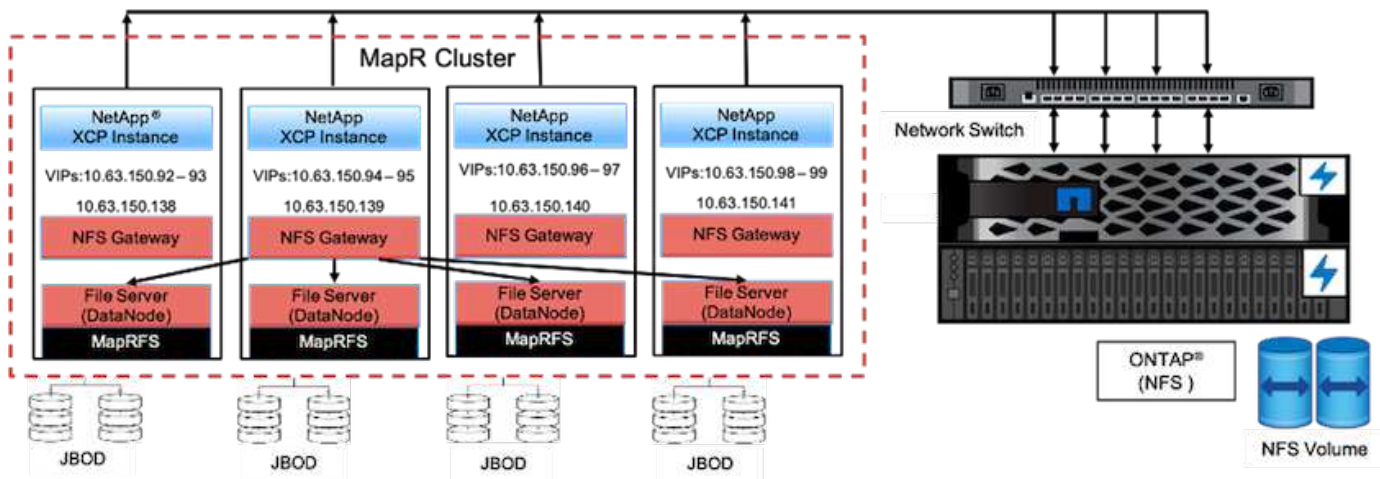 MapR Cluster
NetApp®
XCP Instance
VIPs:10.63.150.92–93
10.63.150.138
NFS Gateway
File Server
(DataNode)
MapRFS
JBOD
NetApp
XCP Instance
VIPs:10.63.150.94–95
10.63.150.139
NFS Gateway
File Server
(DataNode)
MapRFS
JBOD
NetApp
XCP Instance
VIPs:10.63.150.96–97
10.63.150.140
NFS Gateway
File Server
(DataNode)
MapRFS
JBOD
NetApp
XCP Instance
VIPs:10.63.150.98–99
10.63.150.141
NFS Gateway
File Server
(DataNode)
MapRFS
JBOD
Network Switch
ONTAP®
(NFS )
NFS Volume